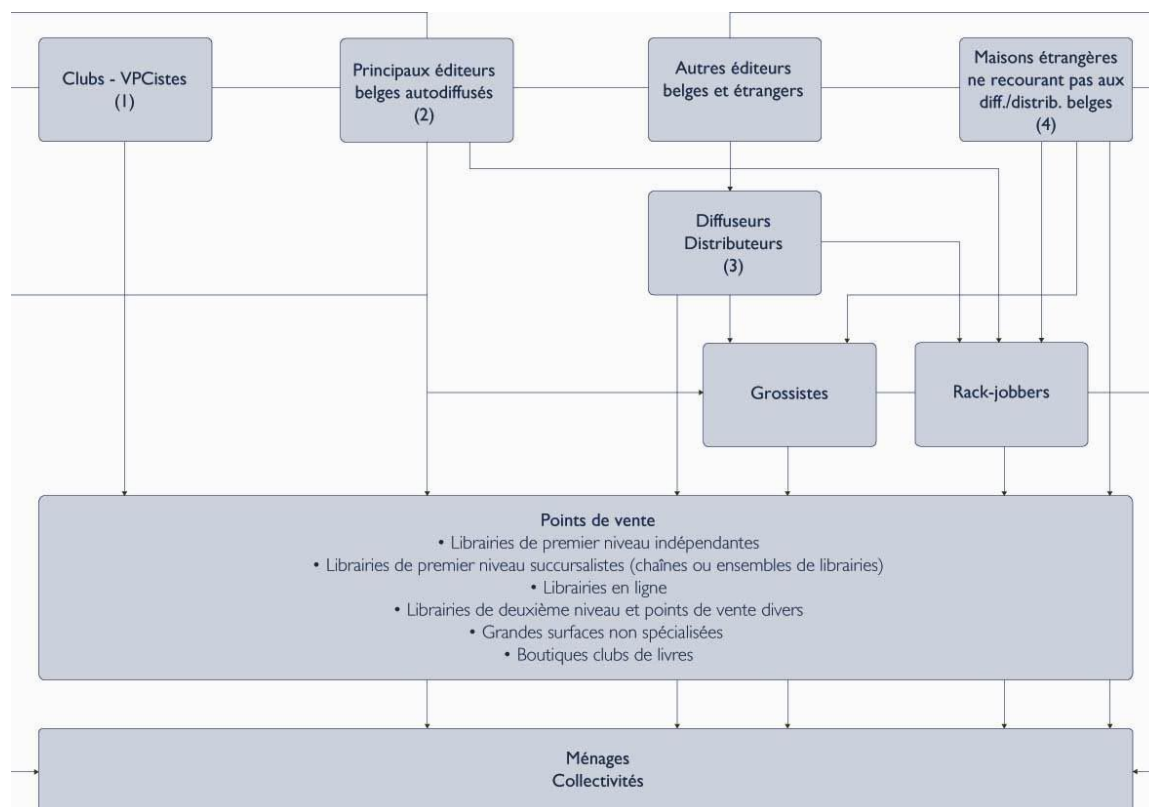 Clubs - VPCistes
(1)
Principaux éditeurs
belges autodiffusés
(2)
Autres éditeurs
belges et étrangers
Maisons étrangères
ne recourant pas aux
diff./distrib. belges
(4)
Diffuseurs
Distributeurs
(3)
Grossistes
Rack-jobbers
Points de vente
• Librairies de premier niveau indépendantes
• Librairies de premier niveau succursalistes (chaînes ou ensembles de librairies)
• Librairies en ligne
• Librairies de deuxième niveau et points de vente divers
• Grandes surfaces non spécialisées
• Boutiques clubs de livres
Ménages
Collectivités